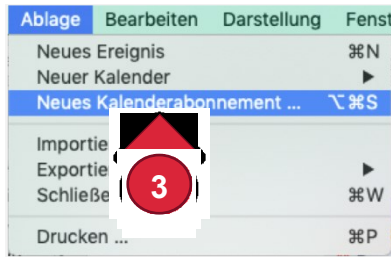 Ablage Bearbeiten Darstellung Fenst
Neues Ereignis ⌘N
Neuer Kalender ▶
Neues Kalenderabonnement ... ⌥⌘S
Importie
Exportie ▶
Schließe ⌘W
3
Drucken ... ⌘P